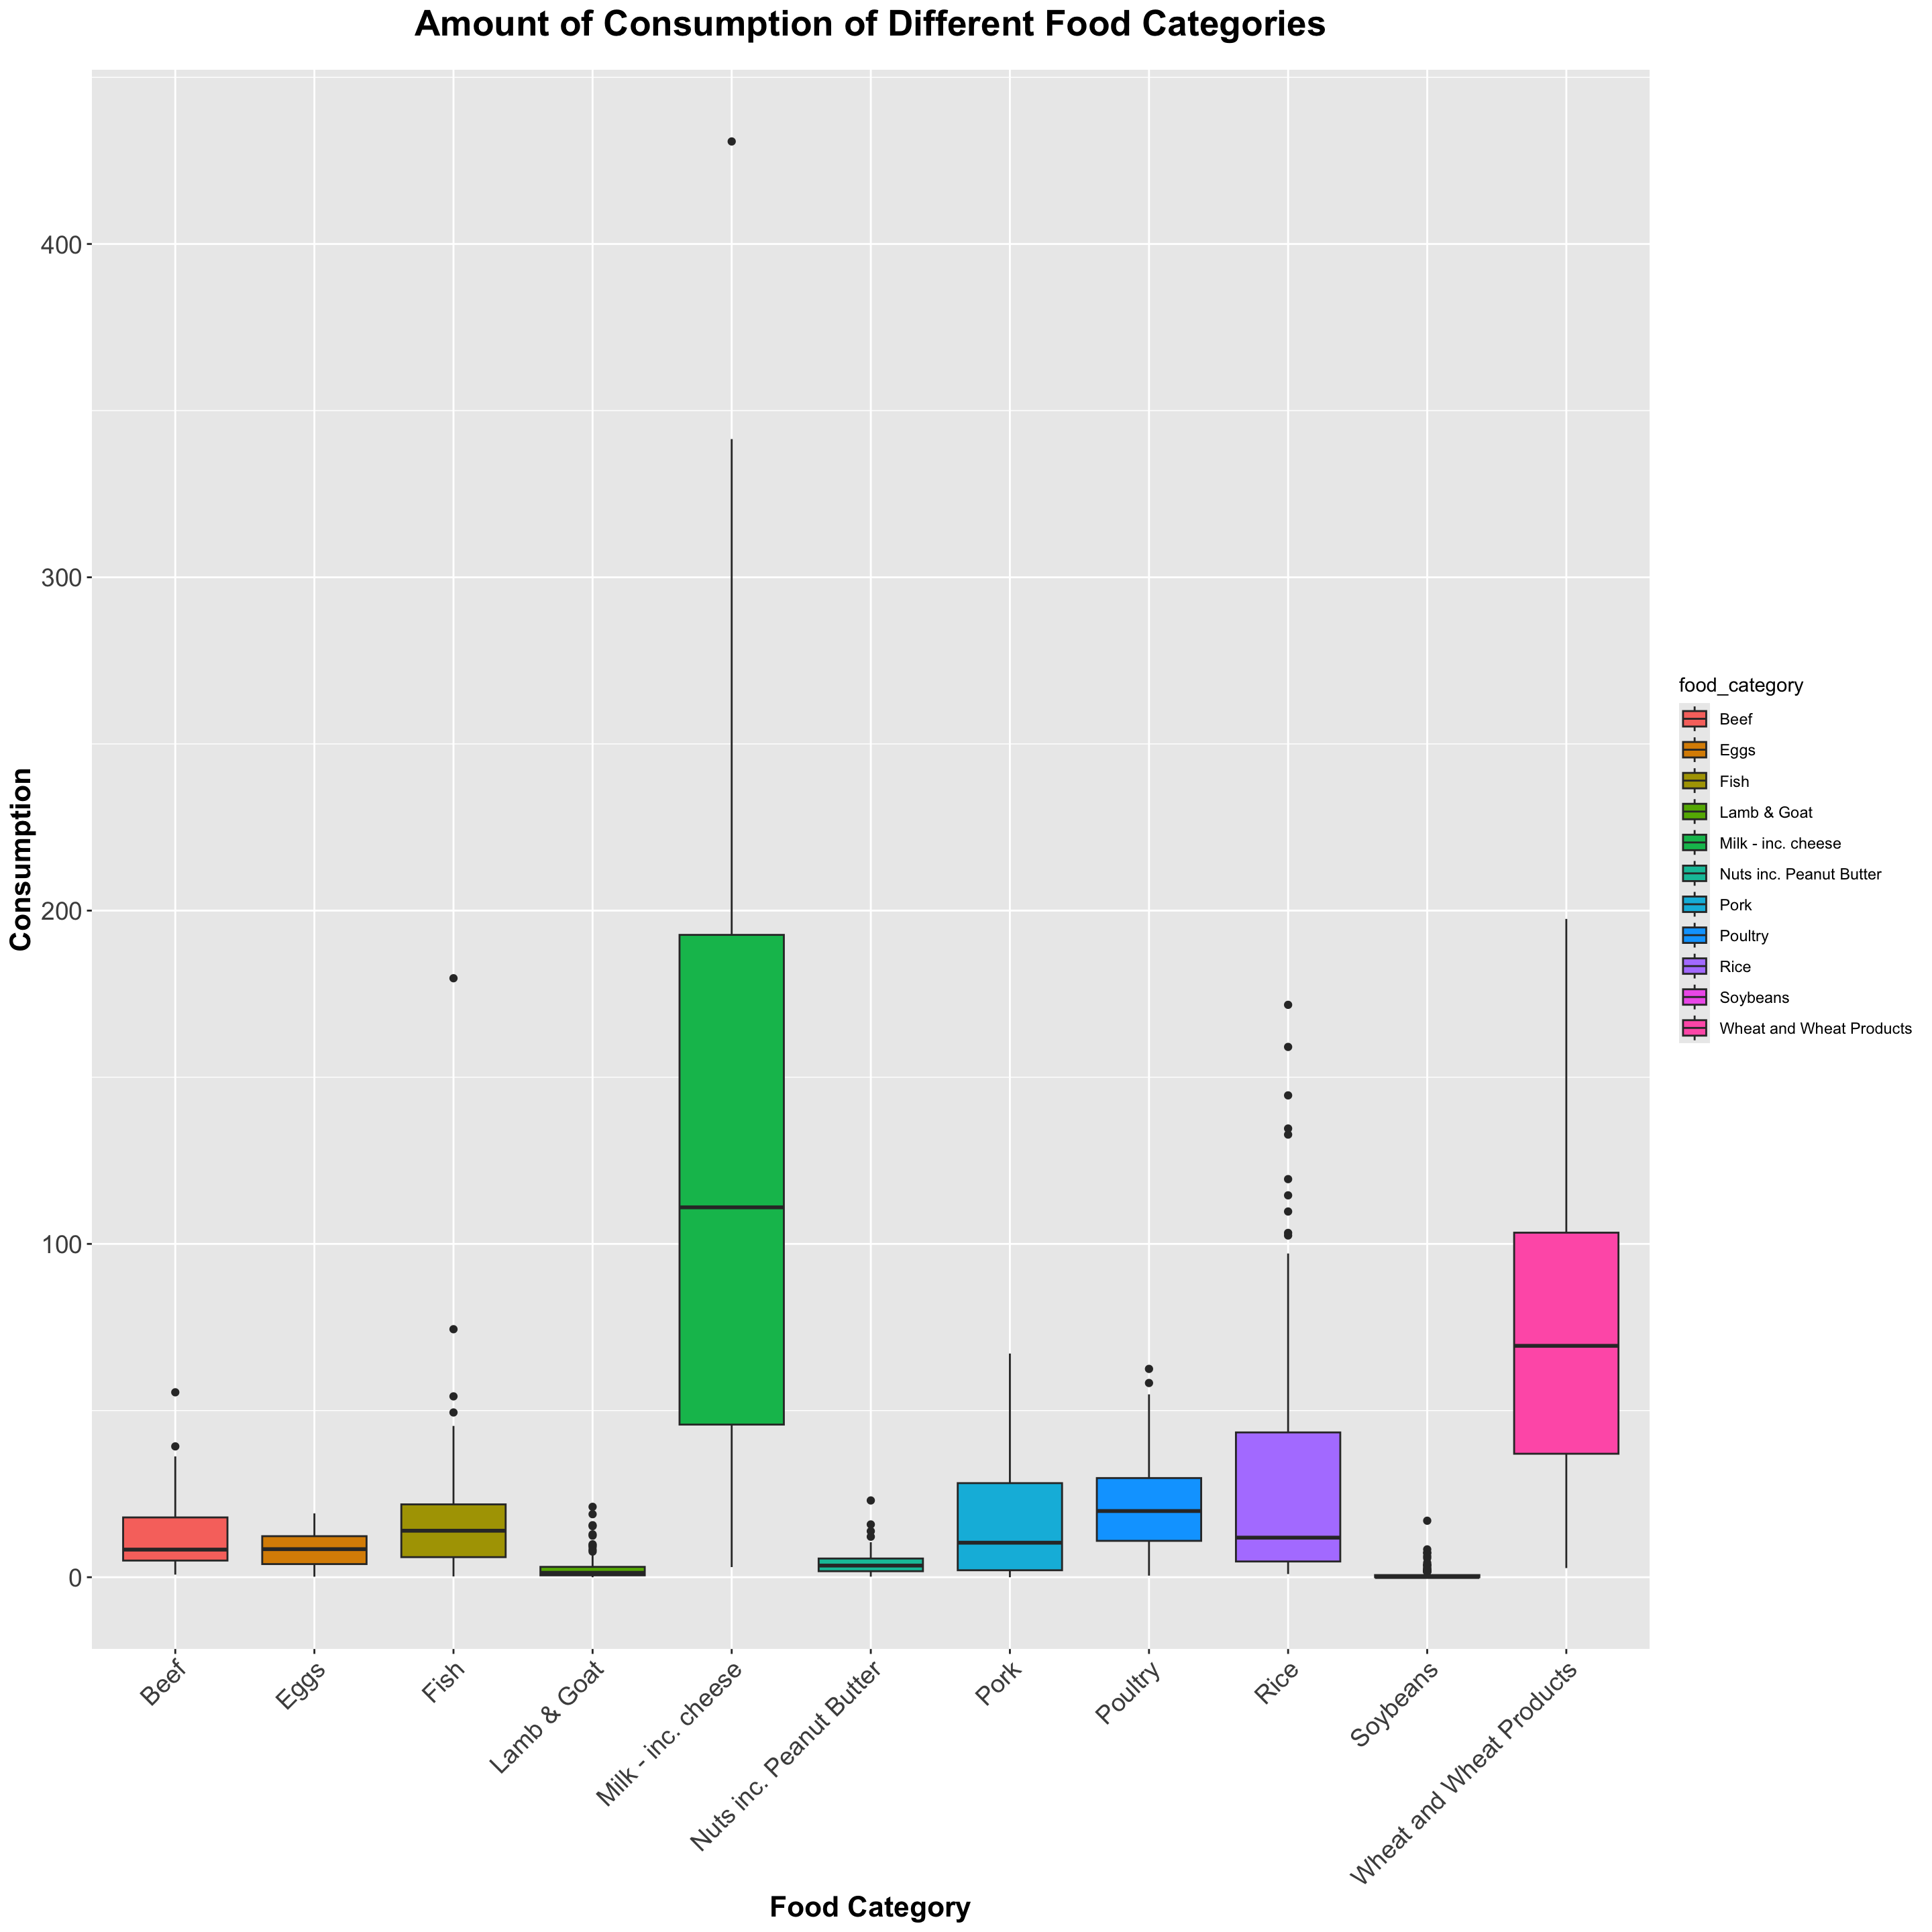 Amount of Consumption of Different Food Categories
Consumption
400
300
200
100
0
Beef
Eggs
Fish
Lamb & Goat
Milk - inc. cheese
Nuts inc. Peanut Butter
Pork
Poultry
Rice
Soybeans
Wheat and Wheat Products
Food Category
food_category
Beef
Eggs
Fish
Lamb & Goat
Milk - inc. cheese
Nuts inc. Peanut Butter
Pork
Poultry
Rice
Soybeans
Wheat and Wheat Products